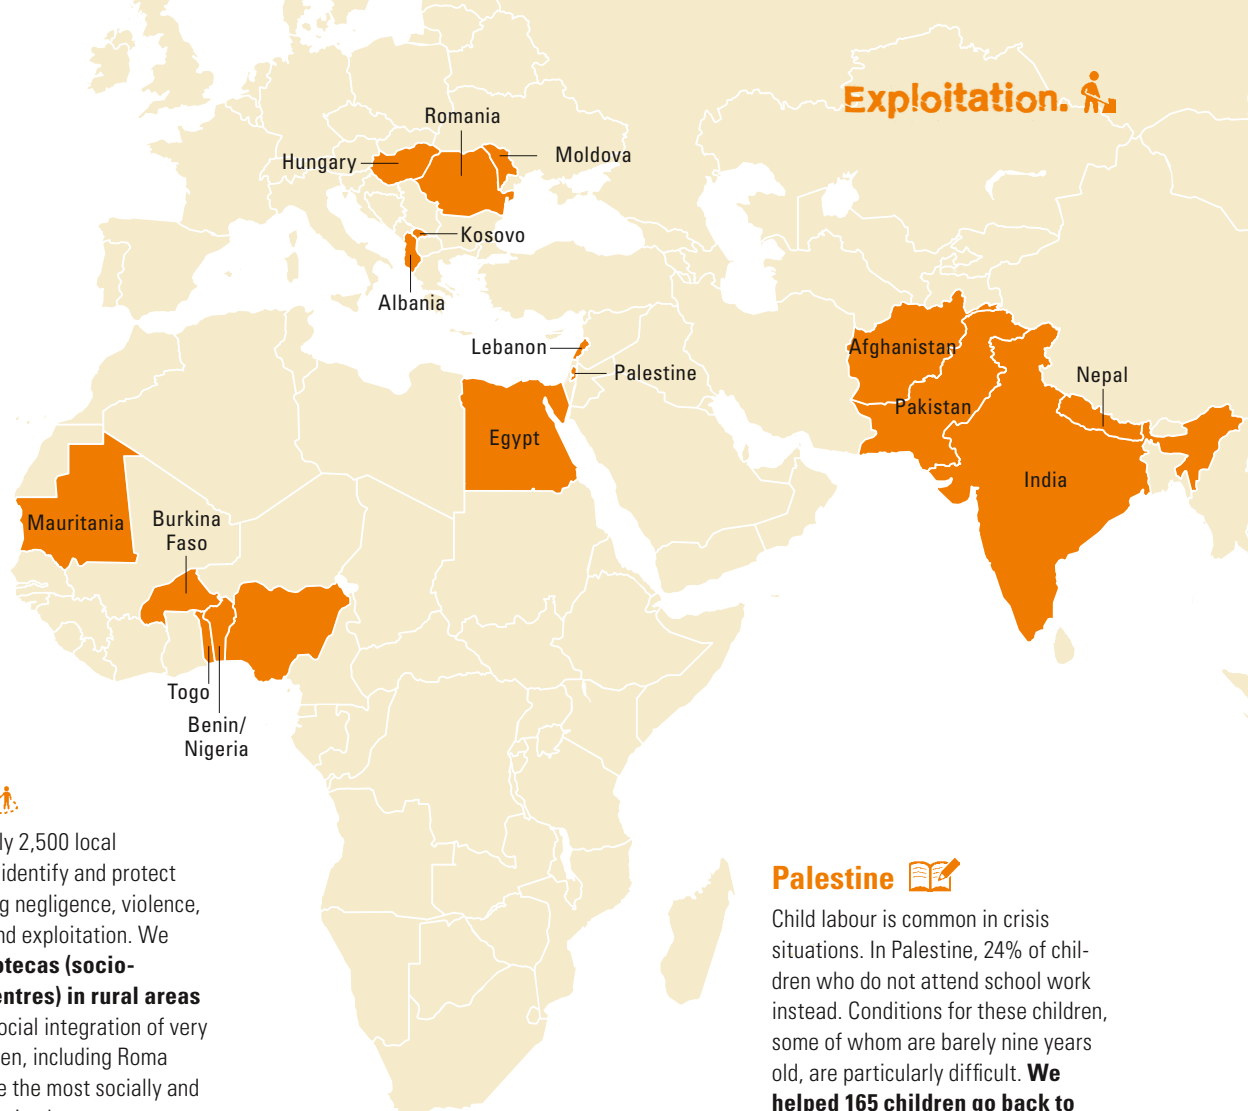 Exploitation.
Romania
Hungary
Moldova
Kosovo
Albania
Lebanon
Palestine
Afghanistan
Pakistan
Nepal
Egypt
India
Mauritania
Burkina
Faso
Togo
Benin/
Nigeria
ly 2,500 local
identify and protect
g negligence, violence,
nd exploitation. We
otecas (socio-
entres) in rural areas
ocial integration of very
en, including Roma
e the most socially and
Palestine
Child labour is common in crisis
situations. In Palestine, 24% of chil-
dren who do not attend school work
instead. Conditions for these children,
some of whom are barely nine years
old, are particularly difficult. We
helped 165 children go back to